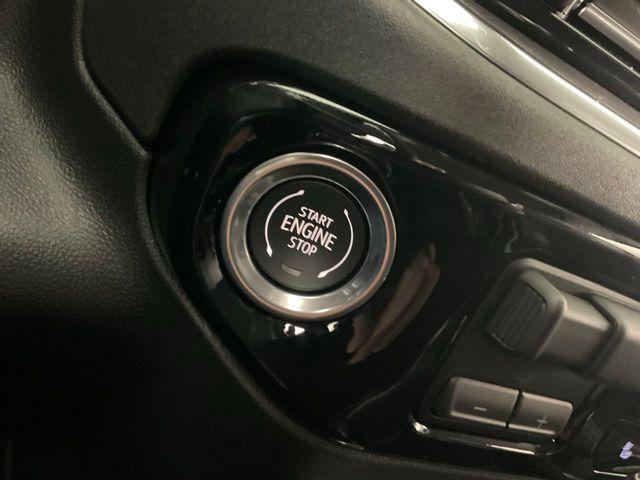 START
ENGINE
STOP
- +